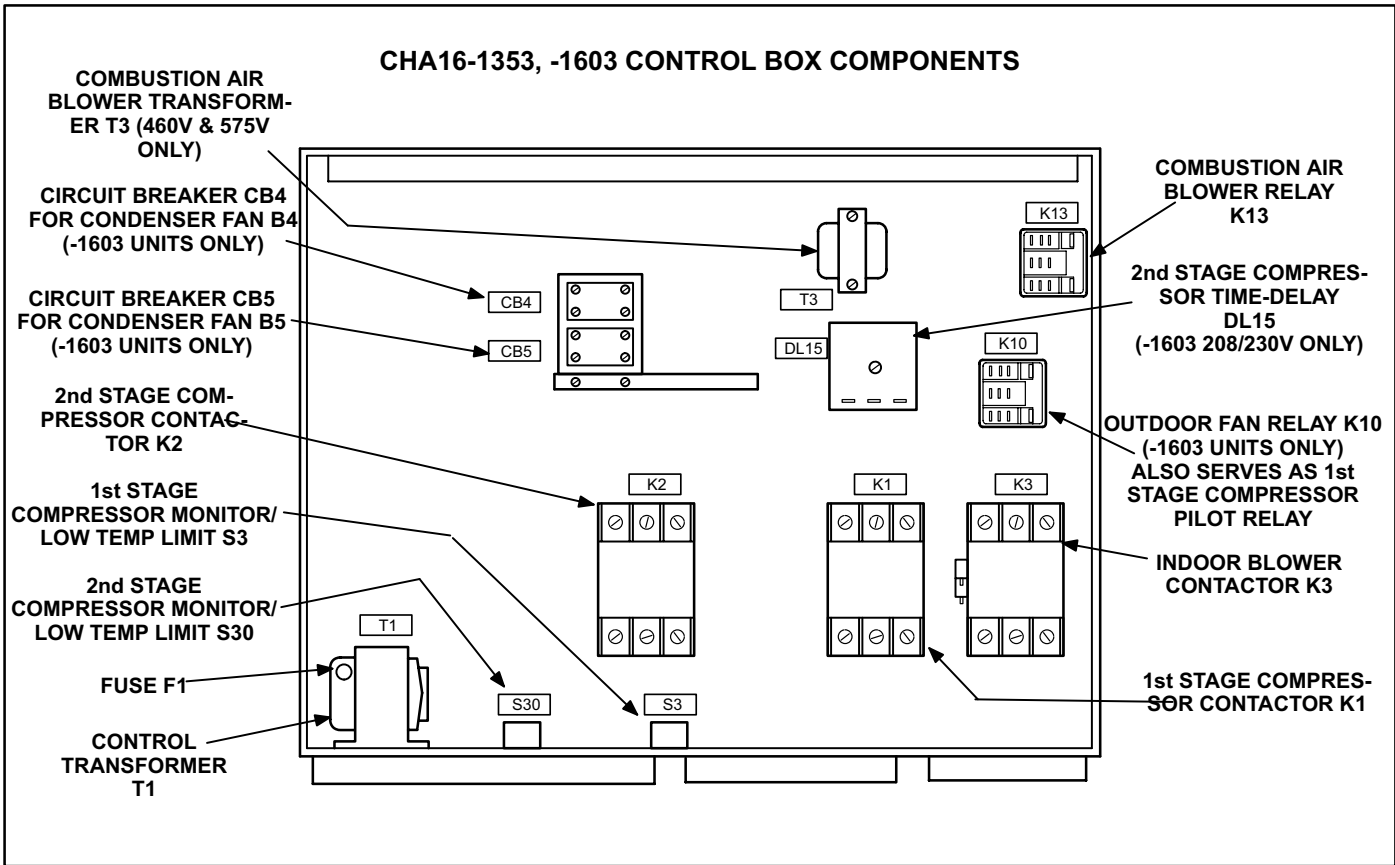 CHA16-1353, -1603 CONTROL BOX COMPONENTS
COMBUSTION AIR
BLOWER TRANSFORM-
ER T3 (460V & 575V
ONLY)
CIRCUIT BREAKER CB4
FOR CONDENSER FAN B4
(-1603 UNITS ONLY)
CIRCUIT BREAKER CB5
FOR CONDENSER FAN B5
(-1603 UNITS ONLY)
2nd STAGE COM-
PRESSOR CONTAC-
TOR K2
1st STAGE
COMPRESSOR MONITOR/
LOW TEMP LIMIT S3
2nd STAGE
COMPRESSOR MONITOR/
LOW TEMP LIMIT S30
FUSE F1
CONTROL
TRANSFORMER
T1
CB4
CB5
T3
DL15
K13
K10
K2
K1
K3
T1
S30
S3
COMBUSTION AIR
BLOWER RELAY
K13
2nd STAGE COMPRES-
SOR TIME-DELAY
DL15
(-1603 208/230V ONLY)
OUTDOOR FAN RELAY K10
(-1603 UNITS ONLY)
ALSO SERVES AS 1st
STAGE COMPRESSOR
PILOT RELAY
INDOOR BLOWER
CONTACTOR K3
1st STAGE COMPRES-
SOR CONTACTOR K1